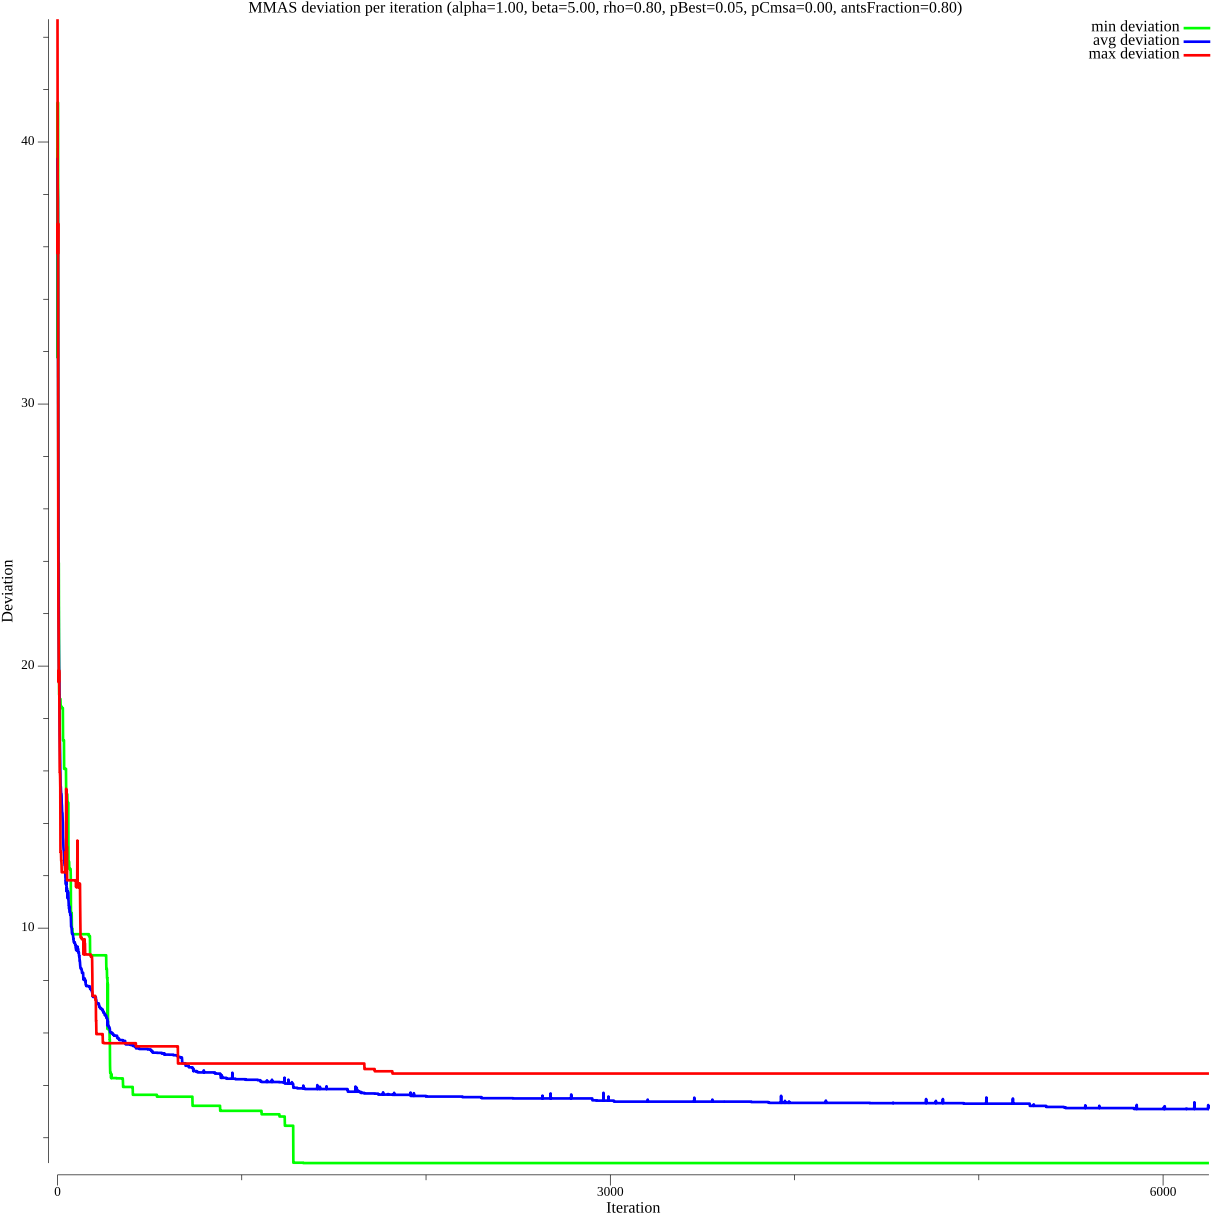 MMAS deviation per iteration (alpha=1.00, beta=5.00, rho=0.80, pBest=0.05, pCmsa=0.00, antsFraction=0.80)
min deviation
avg deviation
max deviation
40
30
20
10
Deviation
0
3000
6000
Iteration